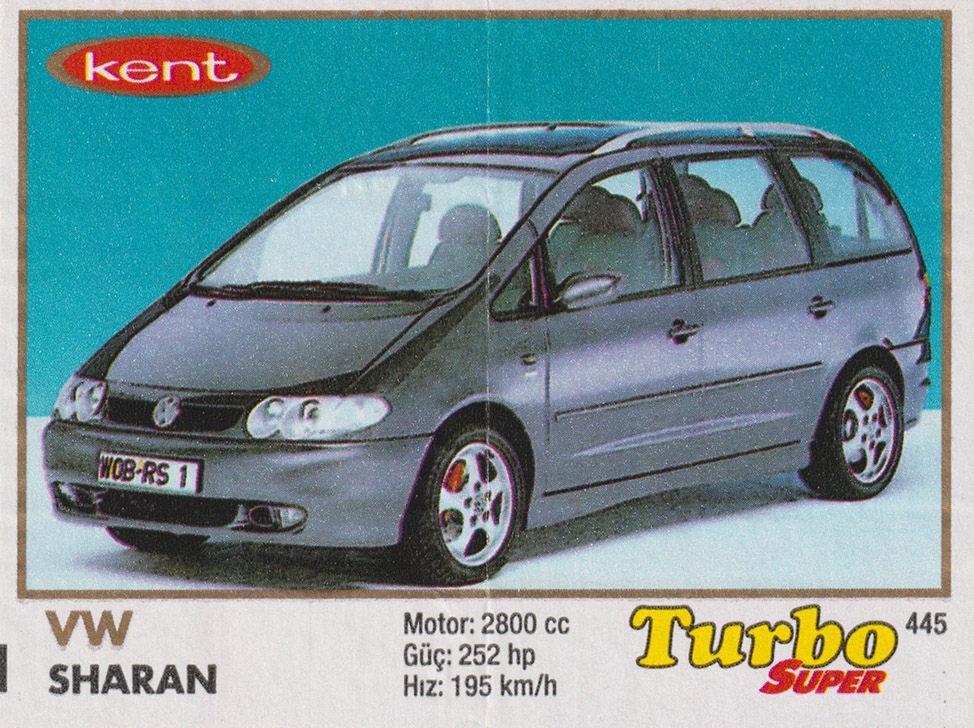 kent
WOB-RS 1
VW
SHARAN
Motor: 2800 cc
Güç: 252 hp
Hız: 195 km/h
Turbo
SUPER
445